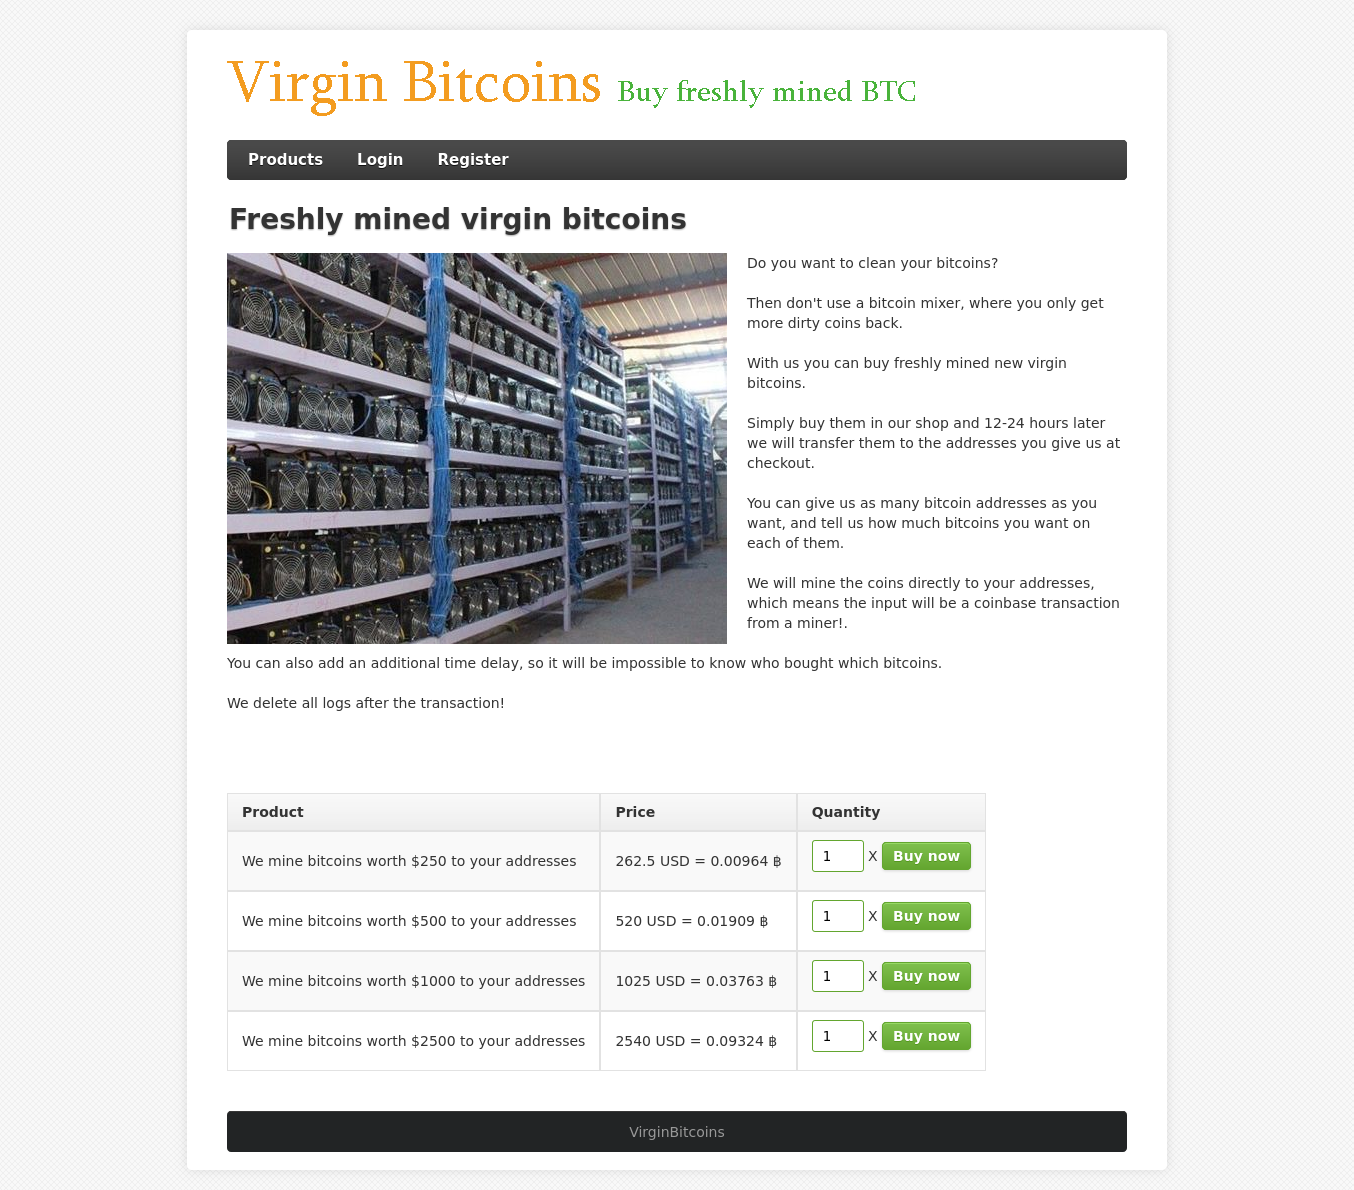 Virgin Bitcoins Buy freshly mined BTC
Products Login Register
Freshly mined virgin bitcoins
Do you want to clean your bitcoins?
Then don't use a bitcoin mixer, where you only get
more dirty coins back.
With us you can buy freshly mined new virgin
bitcoins.
Simply buy them in our shop and 12-24 hours later
we will transfer them to the addresses you give us at
checkout.
You can give us as many bitcoin addresses as you
want, and tell us how much bitcoins you want on
each of them.
We will mine the coins directly to your addresses,
which means the input will be a coinbase transaction
from a miner!.
You can also add an additional time delay, so it will be impossible to know who bought which bitcoins.
We delete all logs after the transaction!
Product Price Quantity
We mine bitcoins worth $250 to your addresses 262.5 USD = 0.00964 ฿ 1 X Buy now
We mine bitcoins worth $500 to your addresses 520 USD = 0.01909 ฿ 1 X Buy now
We mine bitcoins worth $1000 to your addresses 1025 USD = 0.03763 ฿ 1 X Buy now
We mine bitcoins worth $2500 to your addresses 2540 USD = 0.09324 ฿ 1 X Buy now
VirginBitcoins